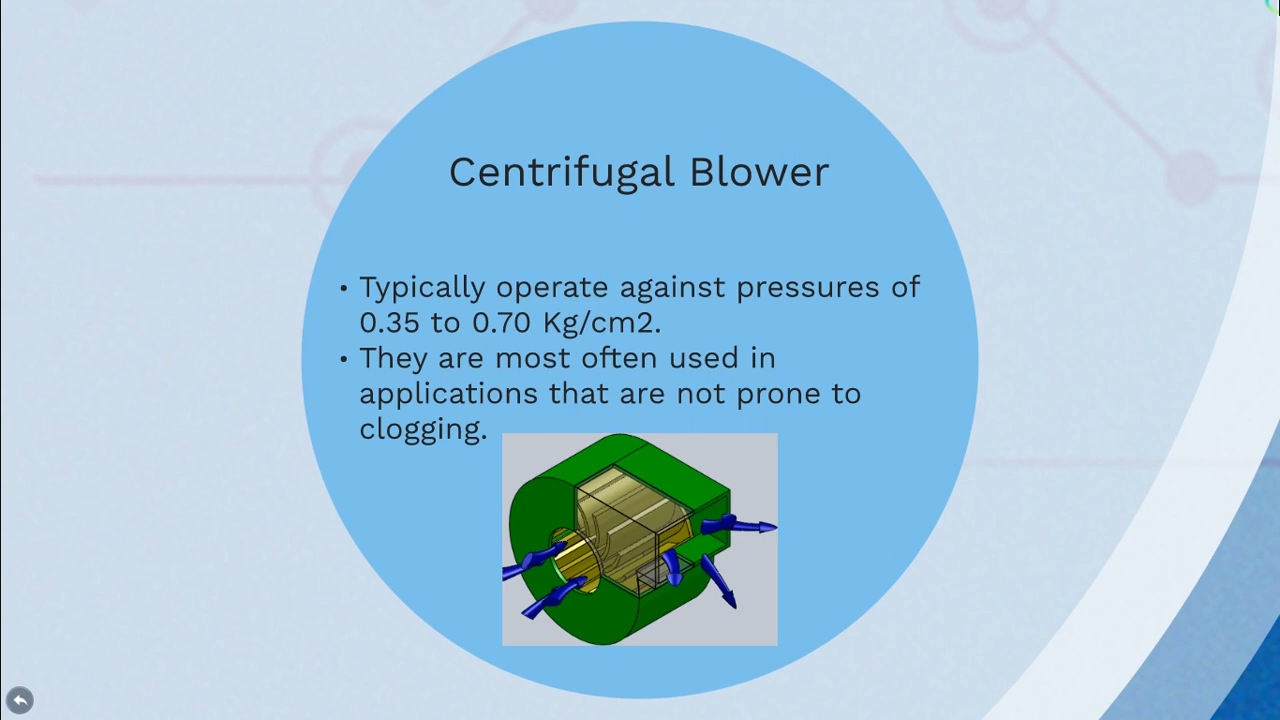 Centrifugal Blower
• Typically operate against pressures of
0.35 to 0.70 Kg/cm2.
• They are most often used in
applications that are not prone to
clogging.